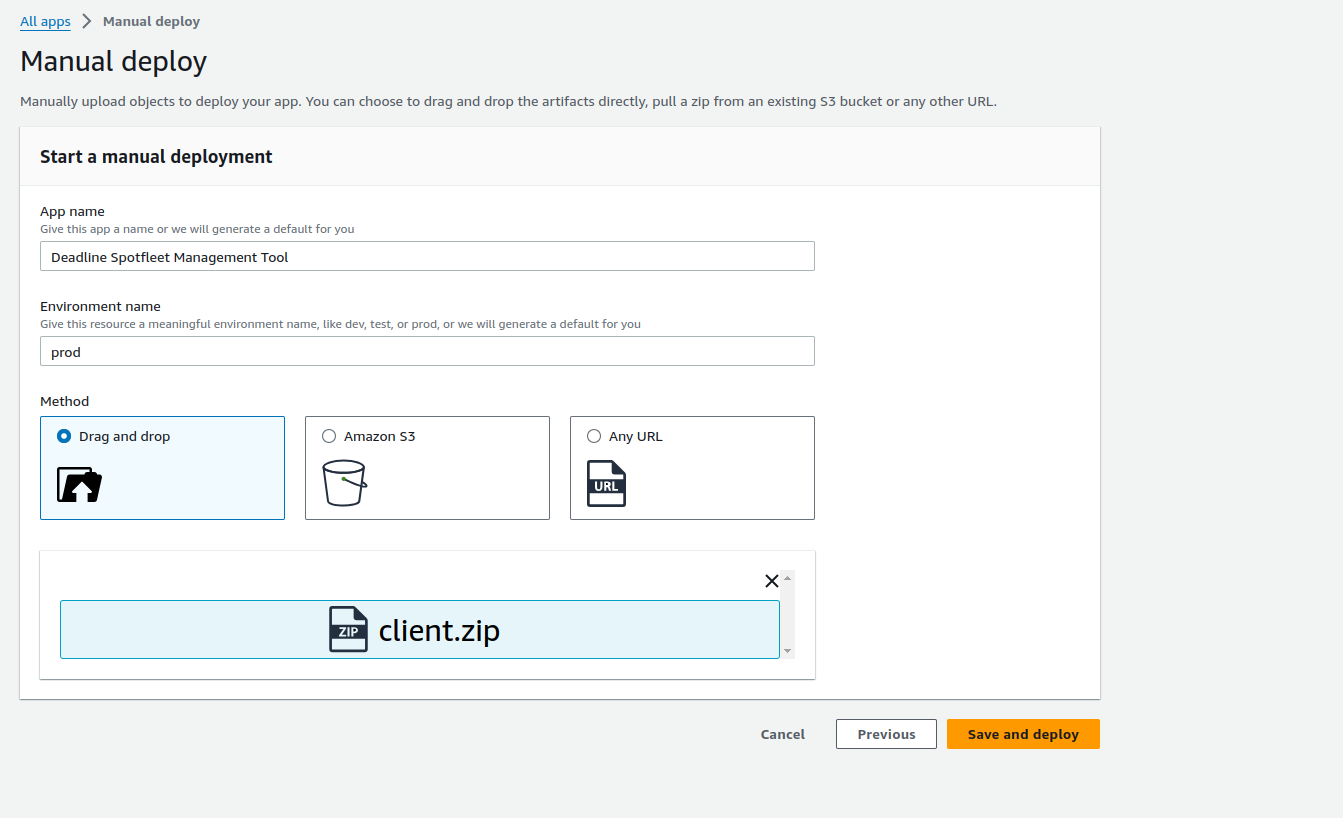 All apps
Manual deploy
Manual deploy
Manually upload objects to deploy your app. You can choose to drag and drop the artifacts directly, pull a zip from an existing S3 bucket or any other URL.
Start a manual deployment
App name
Give this app a name or we will generate a default for you
Deadline Spotfleet Management Tool
Environment name
Give this resource a meaningful environment name, like dev, test, or prod, or we will generate a default for you
prod
Method
Drag and drop
Amazon S3
Any URL
URL
ZIP client.zip
Cancel
Previous
Save and deploy